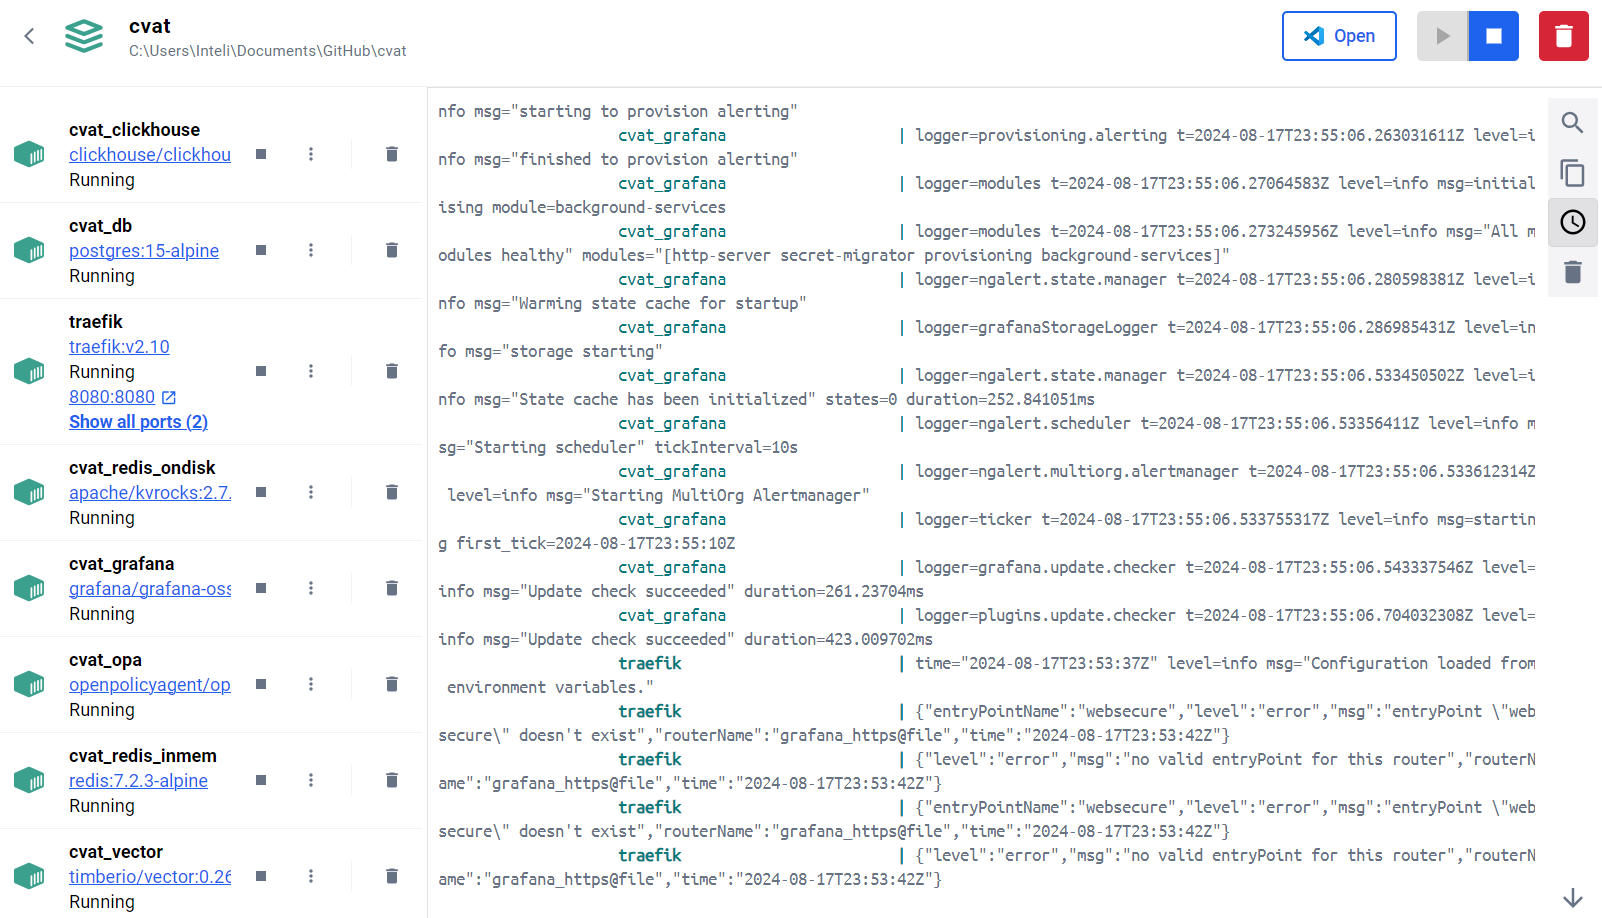 cvat
C:\Users\Inteli\Documents\GitHub\cvat
Open
cvat_clickhouse
clickhouse/clickhou
Running
cvat_db
postgres:15-alpine
Running
traefik
traefik:v2.10
Running
8080:8080
Show all ports (2)
cvat_redis_ondisk
apache/kvrocks:2.7.
Running
cvat_grafana
grafana/grafana-oss
Running
cvat_opa
openpolicyagent/op
Running
cvat_redis_inmem
redis:7.2.3-alpine
Running
cvat_vector
timberio/vector:0.26
Running
nfo msg="starting to provision alerting"
cvat_grafana | logger=provisioning.alerting t=2024-08-17T23:55:06.263031611Z level=i
nfo msg="finished to provision alerting"
cvat_grafana | logger=modules t=2024-08-17T23:55:06.27064583Z level=info msg=initial
ising module=background-services
cvat_grafana | logger=modules t=2024-08-17T23:55:06.273245956Z level=info msg="All m
odules healthy" modules="[http-server secret-migrator provisioning background-services]"
cvat_grafana | logger=ngalert.state.manager t=2024-08-17T23:55:06.280598381Z level=i
nfo msg="Warming state cache for startup"
cvat_grafana | logger=grafanaStorageLogger t=2024-08-17T23:55:06.286985431Z level=in
fo msg="storage starting"
cvat_grafana | logger=ngalert.state.manager t=2024-08-17T23:55:06.533450502Z level=i
nfo msg="State cache has been initialized" states=0 duration=252.841051ms
cvat_grafana | logger=ngalert.scheduler t=2024-08-17T23:55:06.53356411Z level=info m
sg="Starting scheduler" tickInterval=10s
cvat_grafana | logger=ngalert.multiorg.alertmanager t=2024-08-17T23:55:06.533612314Z
level=info msg="Starting MultiOrg Alertmanager"
cvat_grafana | logger=ticker t=2024-08-17T23:55:06.533755317Z level=info msg=startin
g first_tick=2024-08-17T23:55:10Z
cvat_grafana | logger=grafana.update.checker t=2024-08-17T23:55:06.543337546Z level=
info msg="Update check succeeded" duration=261.23704ms
cvat_grafana | logger=plugins.update.checker t=2024-08-17T23:55:06.704032308Z level=
info msg="Update check succeeded" duration=423.009702ms
traefik | time="2024-08-17T23:53:37Z" level=info msg="Configuration loaded from
environment variables."
traefik | {"entryPointName":"websecure","level":"error","msg":"entryPoint \"web
secure\" doesn't exist","routerName":"grafana_https@file","time":"2024-08-17T23:53:42Z"}
traefik | {"level":"error","msg":"no valid entryPoint for this router","routerN
ame":"grafana_https@file","time":"2024-08-17T23:53:42Z"}
traefik | {"entryPointName":"websecure","level":"error","msg":"entryPoint \"web
secure\" doesn't exist","routerName":"grafana_https@file","time":"2024-08-17T23:53:42Z"}
traefik | {"level":"error","msg":"no valid entryPoint for this router","routerN
ame":"grafana_https@file","time":"2024-08-17T23:53:42Z"}